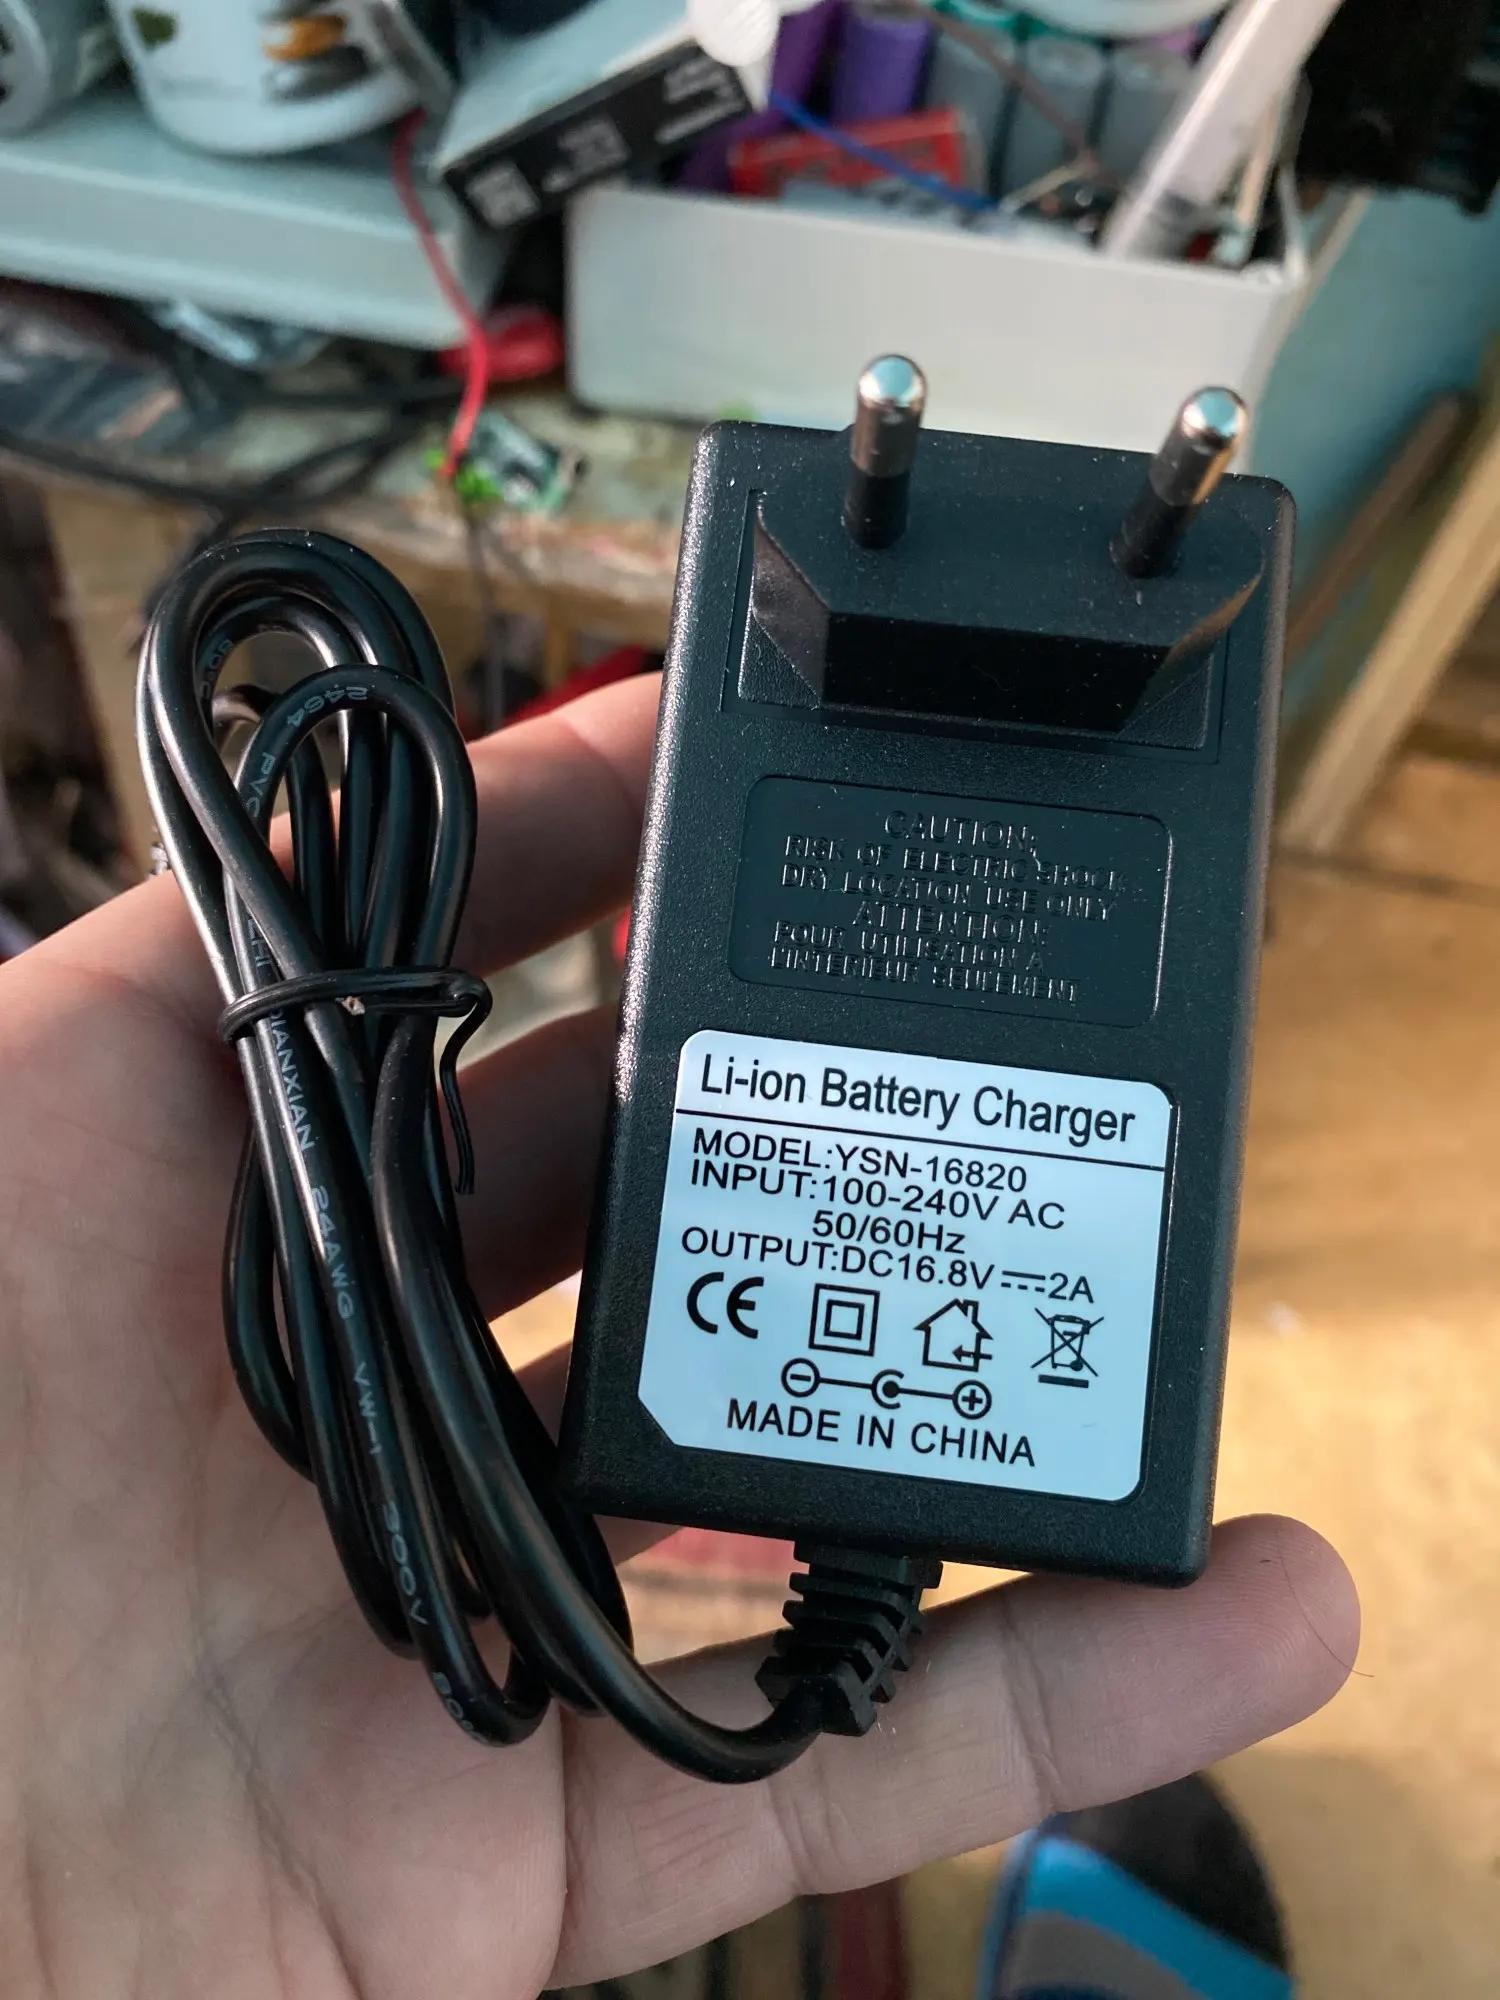 CAUTION:
RISK OF ELECTRIC SHOCK
DRY LOCATION USE ONLY
ATTENTION:
POUR UTILISATION A
L'INTERIEUR SEULEMENT
Li-ion Battery Charger
MODEL:YSN-16820
INPUT:100-240V AC
50/60Hz
OUTPUT:DC16.8V⎓2A
CE
− +
MADE IN CHINA
2464
PVC
DIANXIAN 24AWG VW-1 300V